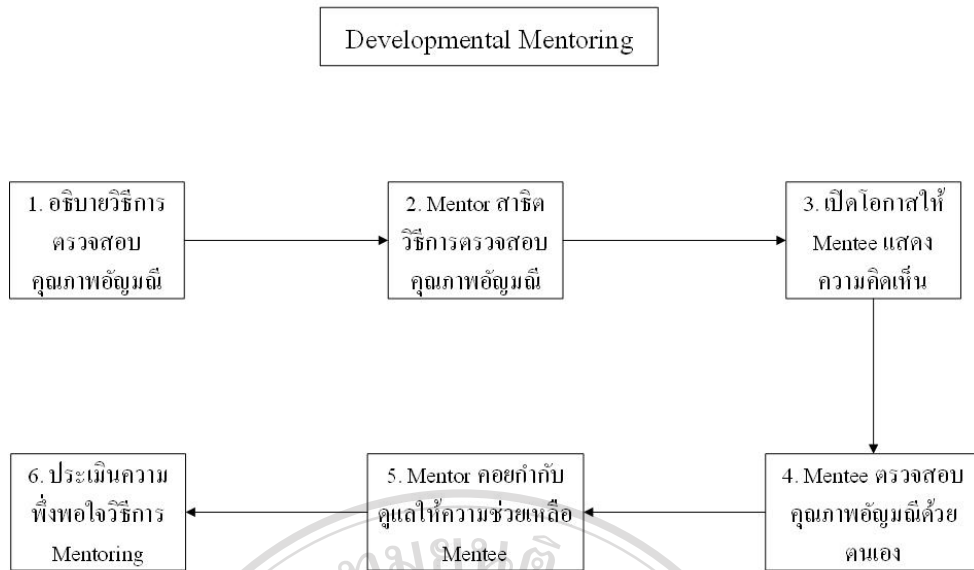 Developmental Mentoring
1. อธิบายวิธีการ
ตรวจสอบ
คุณภาพอัญมณี
2. Mentor สาธิต
วิธีการตรวจสอบ
คุณภาพอัญมณี
3. เปิดโอกาสให้
Mentee แสดง
ความคิดเห็น
4. Mentee ตรวจสอบ
คุณภาพอัญมณีด้วย
ตนเอง
5. Mentor คอยกำกับ
ดูแลให้ความช่วยเหลือ
Mentee
6. ประเมินความ
พึ่งพอใจวิธีการ
Mentoring